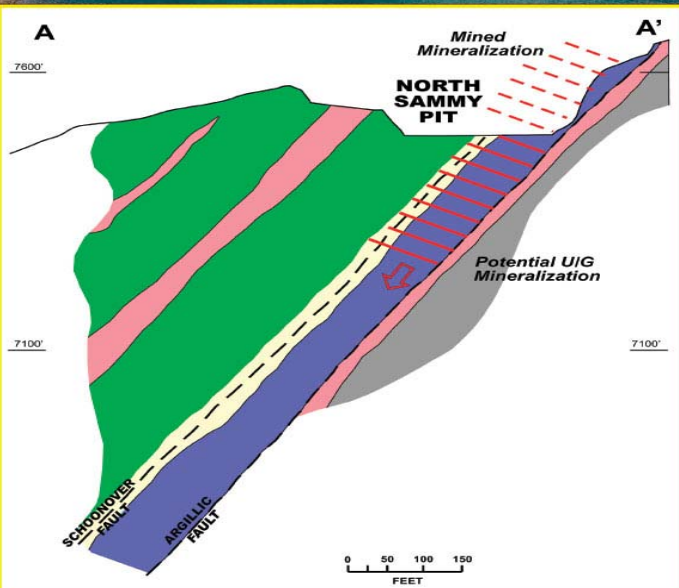 A
A'
Mined
Mineralization
7600'
NORTH
SAMMY
PIT
Potential U/G
Mineralization
7100'
7100'
SCHOONOVER
FAULT
ARGILLIC
FAULT
0 50 100 150
FEET